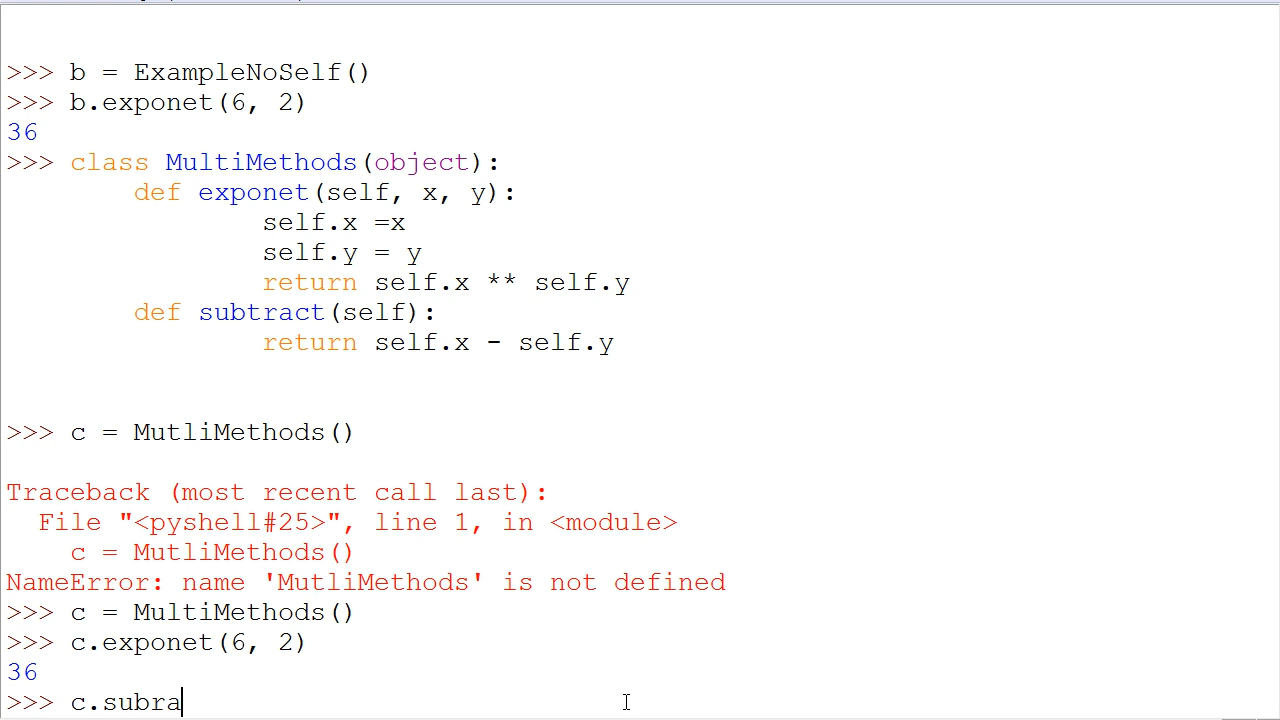 >>> b = ExampleNoSelf()
>>> b.exponet(6, 2)
36
>>> class MultiMethods(object):
        def exponet(self, x, y):
                self.x =x
                self.y = y
                return self.x ** self.y
        def subtract(self):
                return self.x - self.y
>>> c = MutliMethods()
Traceback (most recent call last):
  File "<pyshell#25>", line 1, in <module>
    c = MutliMethods()
NameError: name 'MutliMethods' is not defined
>>> c = MultiMethods()
>>> c.exponet(6, 2)
36
>>> c.subra